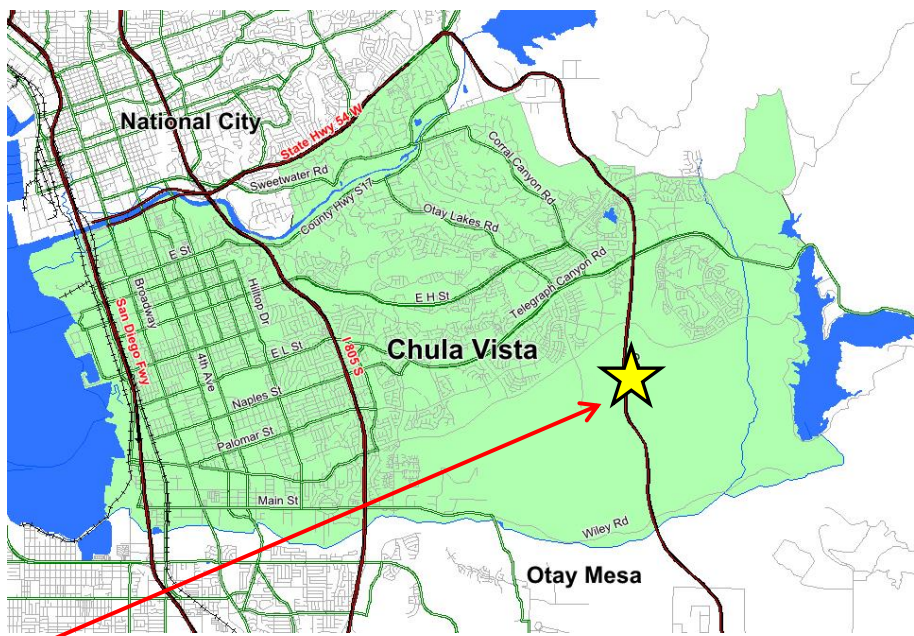 National City
State Hwy 54 W
Sweetwater Rd
County Hwy S17
Corral Canyon Rd
Otay Lakes Rd
E St
E H St
Telegraph Canyon Rd
Broadway
Hilltop Dr
San Diego Fwy
4th Ave
E L St
I 805 S
Chula Vista
Naples St
Palomar St
Main St
Wiley Rd
Otay Mesa